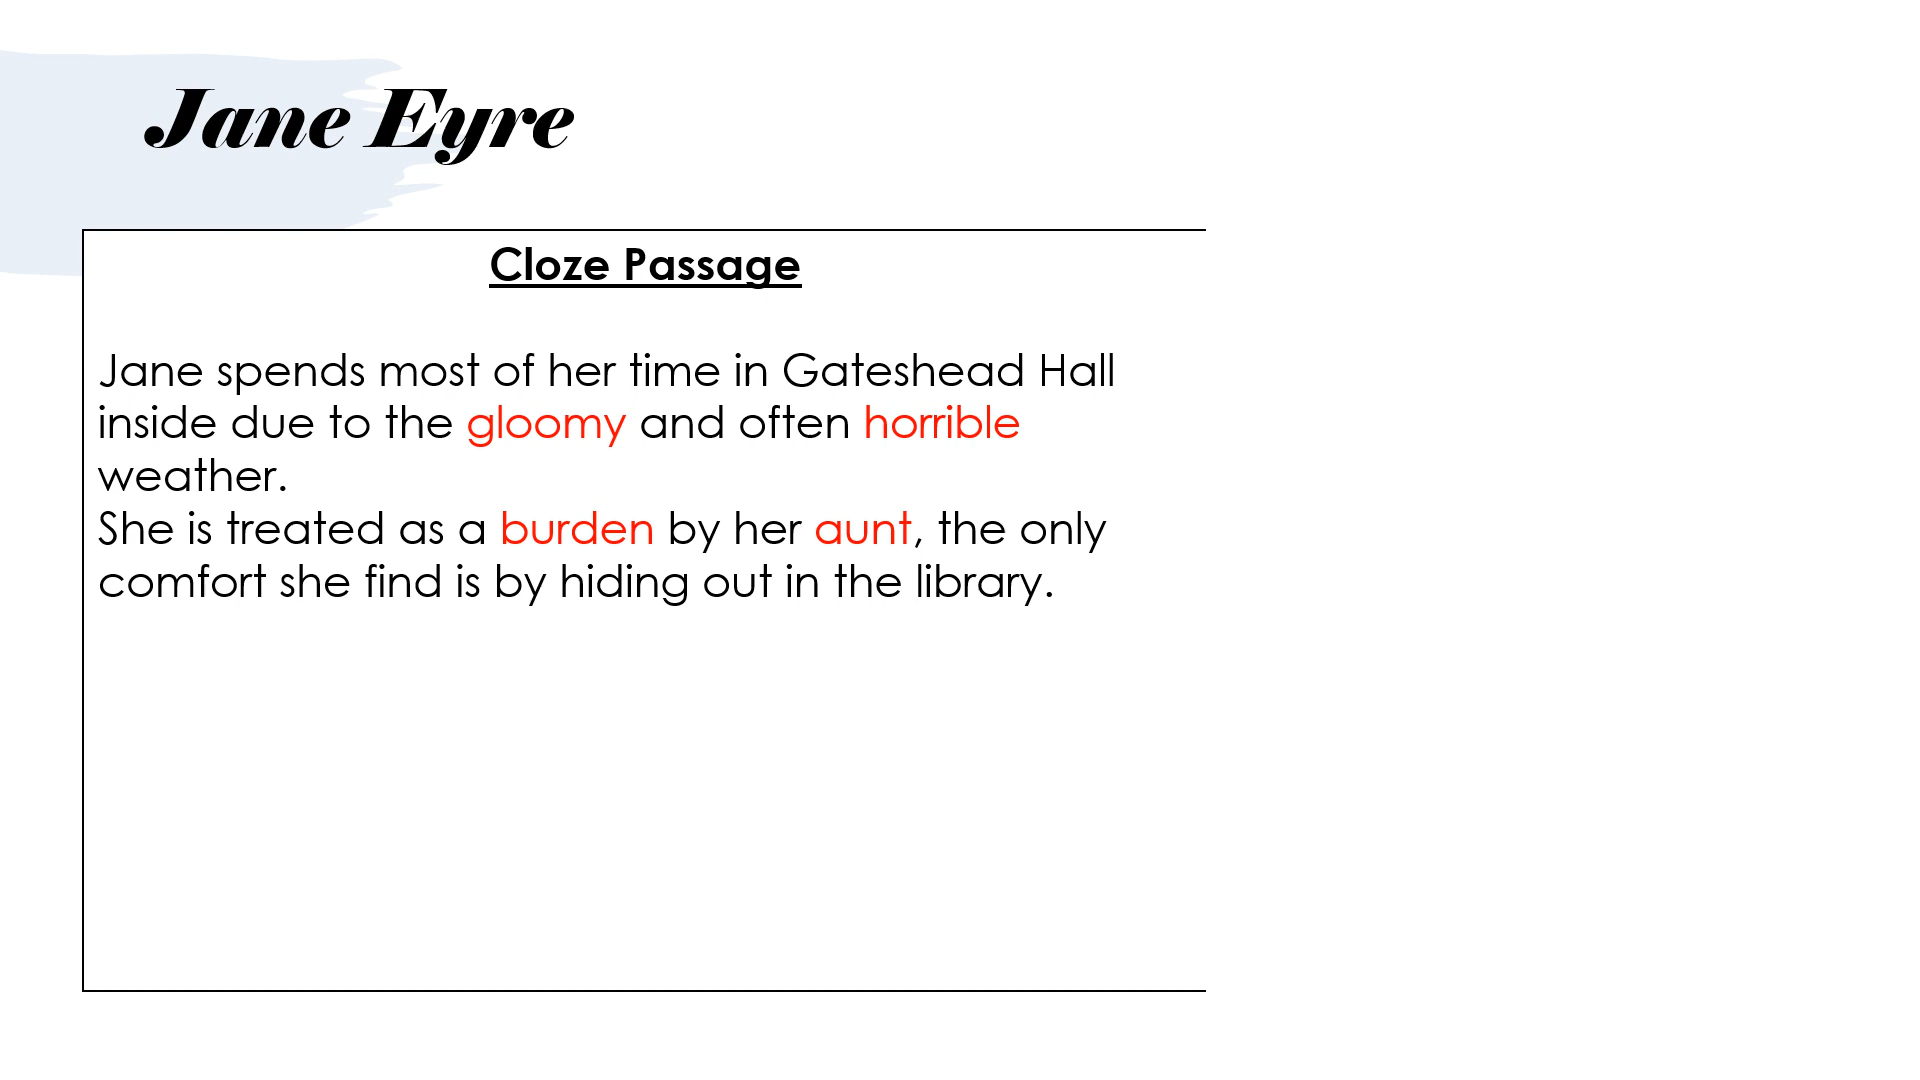 Jane Eyre
Cloze Passage
Jane spends most of her time in Gateshead Hall
inside due to the gloomy and often horrible
weather.
She is treated as a burden by her aunt, the only
comfort she find is by hiding out in the library.